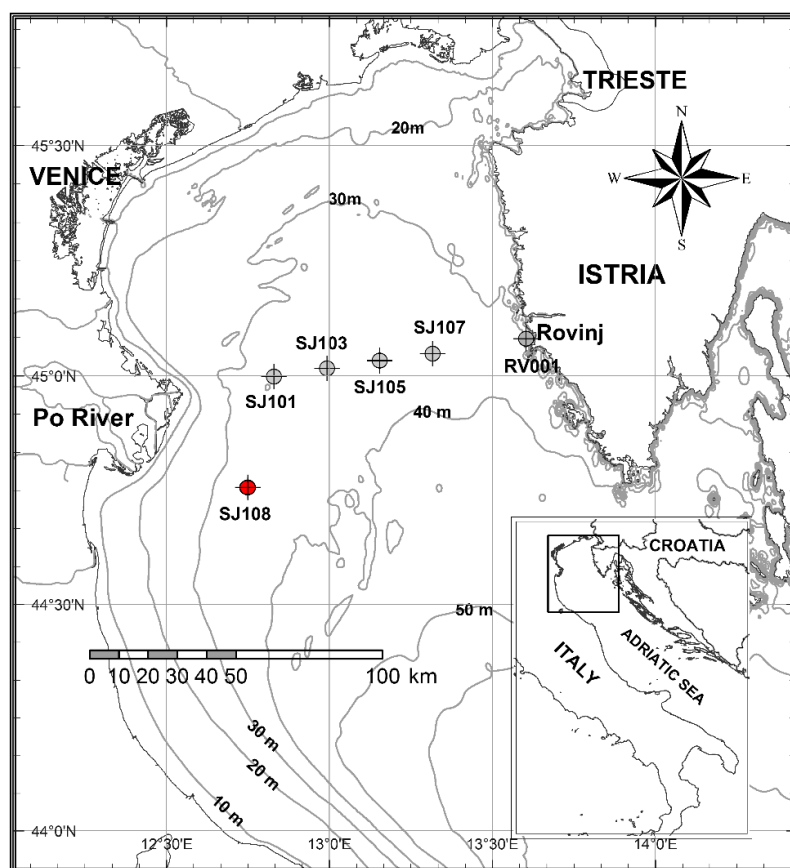 TRIESTE
N
20m
45°30'N
VENICE
W
E
30m
S
ISTRIA
SJ107
SJ103
Rovinj
SJ105
RV001
45°0'N
SJ101
40 m
Po River
SJ108
CROATIA
44°30'N
50 m
ADRIATIC SEA
ITALY
0 10 20 30 40 50
100 km
30 m
20 m
10 m
44°0'N
12°30'E
13°0'E
13°30'E
14°0'E